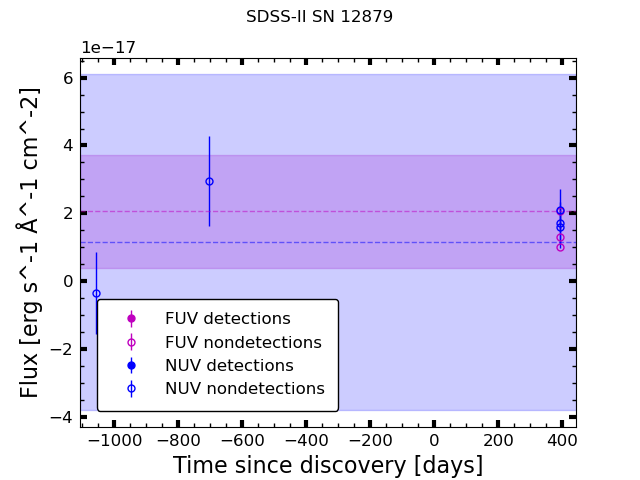 SDSS-II SN 12879
1e−17
6
4
2
0
−2
−4
Flux [erg s^-1 Å^-1 cm^-2]
FUV detections
FUV nondetections
NUV detections
NUV nondetections
−1000 −800 −600 −400 −200 0 200 400
Time since discovery [days]